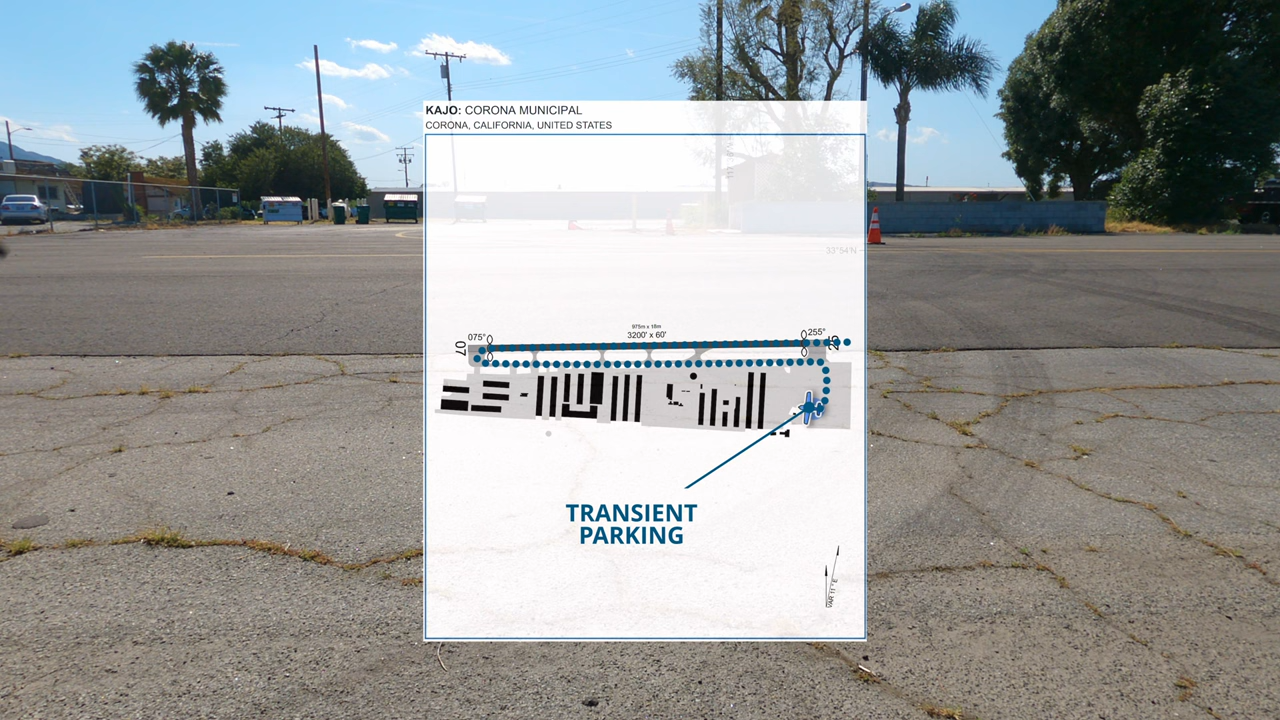 KAJO: CORONA MUNICIPAL
CORONA, CALIFORNIA, UNITED STATES
33°54'N
975m x 18m
3200' x 60'
075°
255°
07
25
TRANSIENT
PARKING
VAR 11° E